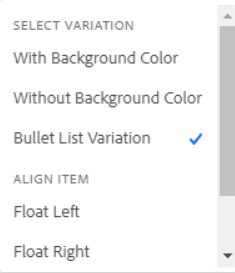 SELECT VARIATION
With Background Color
Without Background Color
Bullet List Variation
ALIGN ITEM
Float Left
Float Right